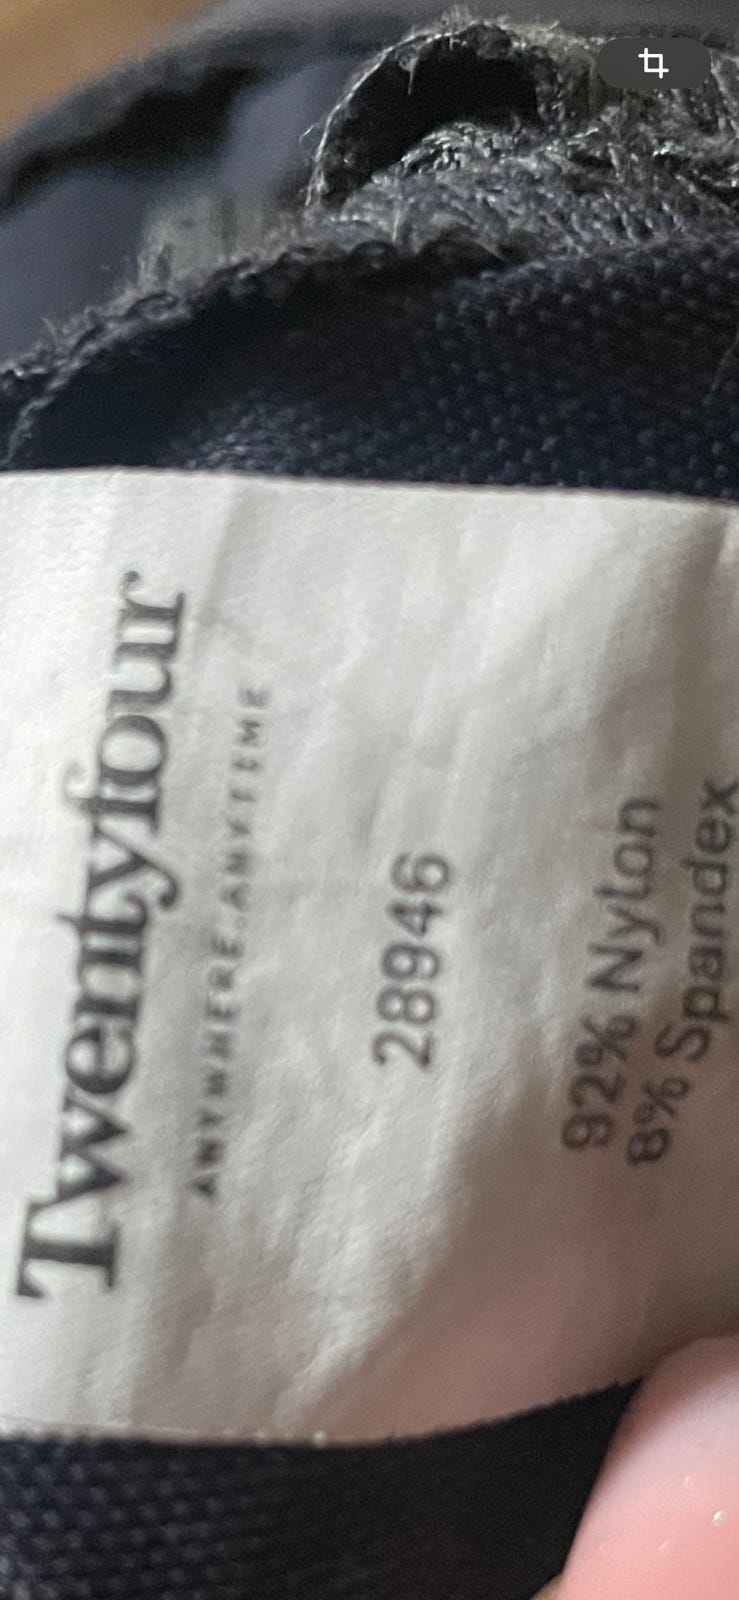 Twentyfour
ANYWHERE.ANYTIME
28946
92% Nylon
8% Spandex